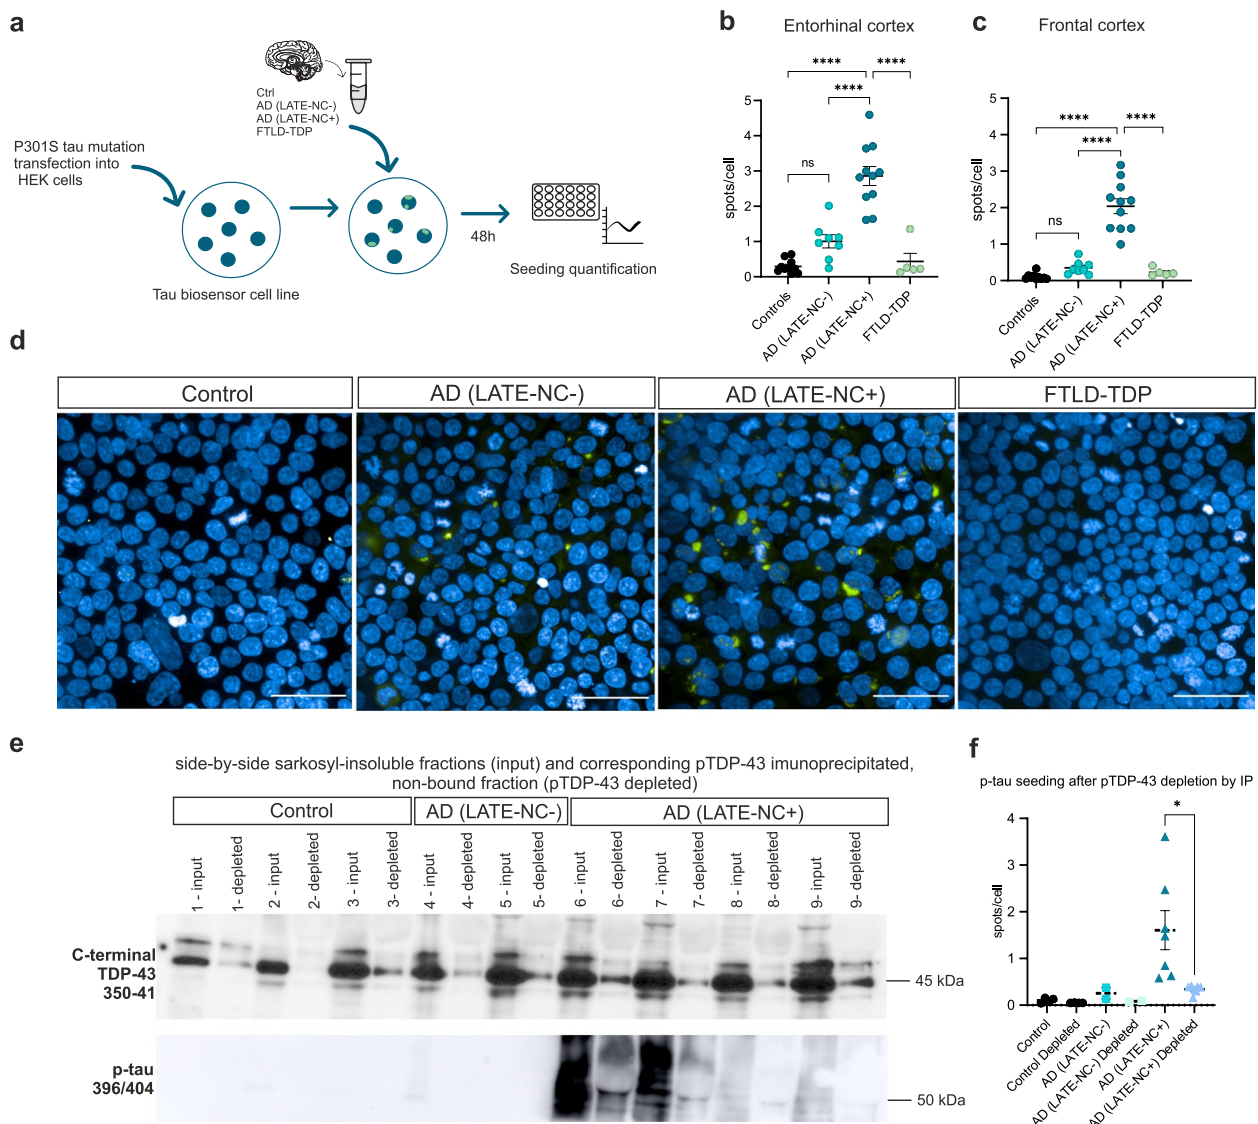 a
Ctrl
AD (LATE-NC-)
AD (LATE-NC+)
FTLD-TDP
P301S tau mutation
transfection into
HEK cells
48h
Tau biosensor cell line
Seeding quantification
b
Entorhinal cortex
****
****
****
ns
spots/cell
5
4
3
2
1
0
Controls
AD (LATE-NC-)
AD (LATE-NC+)
FTLD-TDP
c
Frontal cortex
****
****
****
ns
spots/cell
5
4
3
2
1
0
Controls
AD (LATE-NC-)
AD (LATE-NC+)
FTLD-TDP
d
Control
AD (LATE-NC-)
AD (LATE-NC+)
FTLD-TDP
e
side-by-side sarkosyl-insoluble fractions (input) and corresponding pTDP-43 imunoprecipitated,
non-bound fraction (pTDP-43 depleted)
Control
AD (LATE-NC-)
AD (LATE-NC+)
1 - input
1- depleted
2 - input
2- depleted
3 - input
3- depleted
4 - input
4- depleted
5 - input
5- depleted
6 - input
6- depleted
7 - input
7- depleted
8 - input
8- depleted
9- input
9- depleted
C-terminal
TDP-43
350-41
45 kDa
p-tau
396/404
50 kDa
f
p-tau seeding after pTDP-43 depletion by IP
*
spots/cell
4
3
2
1
0
Control
Control Depleted
AD (LATE-NC-)
AD (LATE-NC-) Depleted
AD (LATE-NC+)
AD (LATE-NC+) Depleted